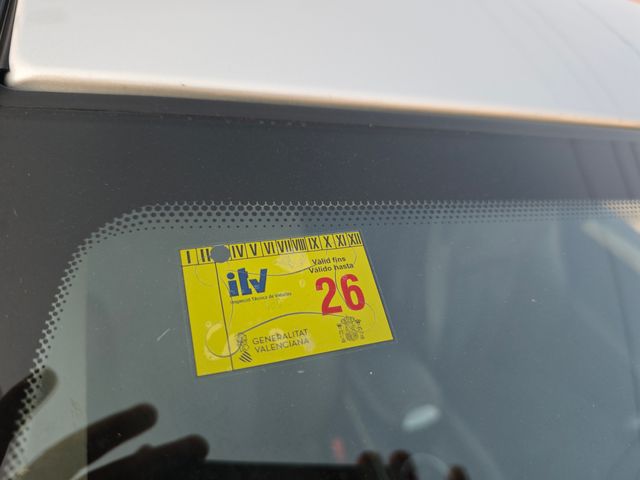 I II IV V VI VII VIII IX X XI XII
itv
Inspecció Tècnica de Vehicles
Vàlid fins
Válido hasta
26
GENERALITAT
VALENCIANA